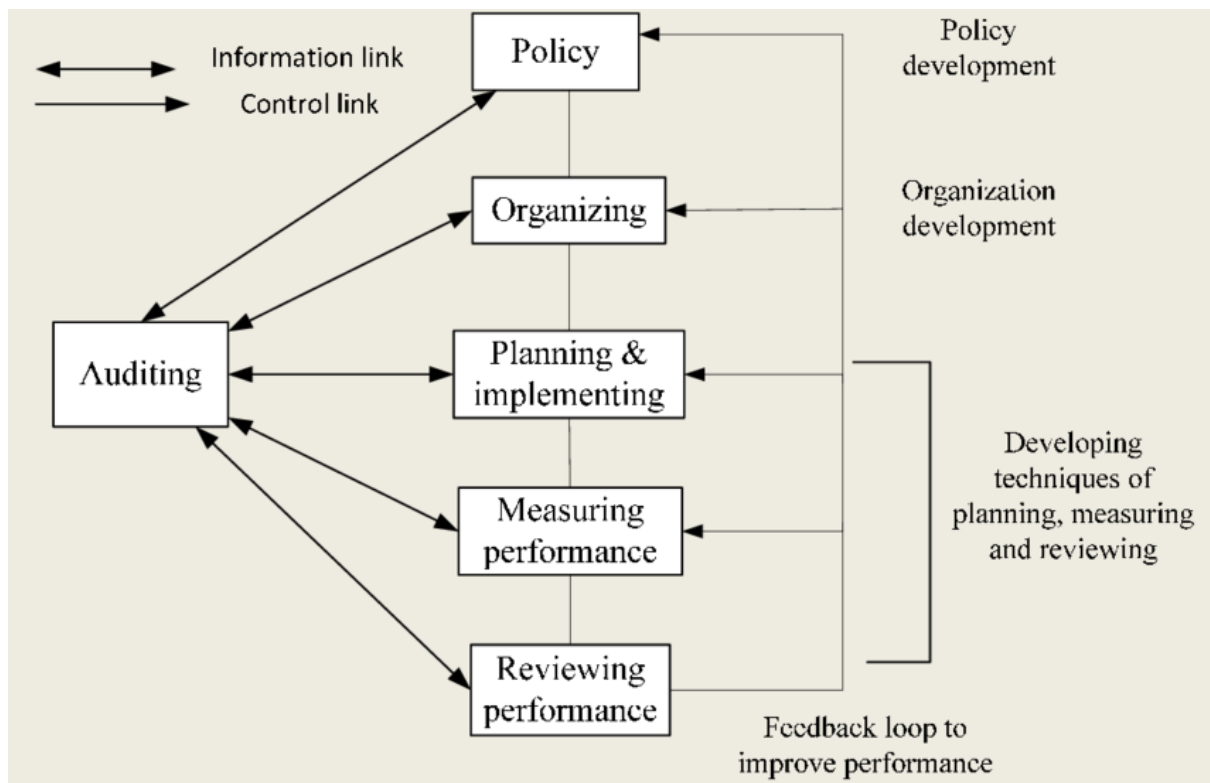 Information link
Control link
Policy
Policy
development
Organizing
Organization
development
Auditing
Planning &
implementing
Measuring
performance
Developing
techniques of
planning, measuring
and reviewing
Reviewing
performance
Feedback loop to
improve performance